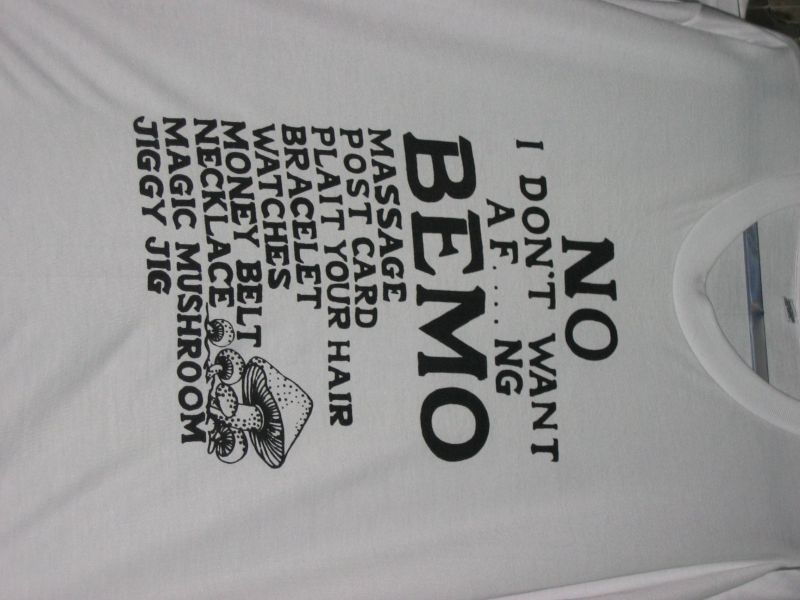 NO
I DON'T WANT
A F.... NG
BEMO
MASSAGE
POST CARD
PLAIT YOUR HAIR
BRACELET
WATCHES
MONEY BELT
NECKLACE
MAGIC MUSHROOM
JIGGY JIG